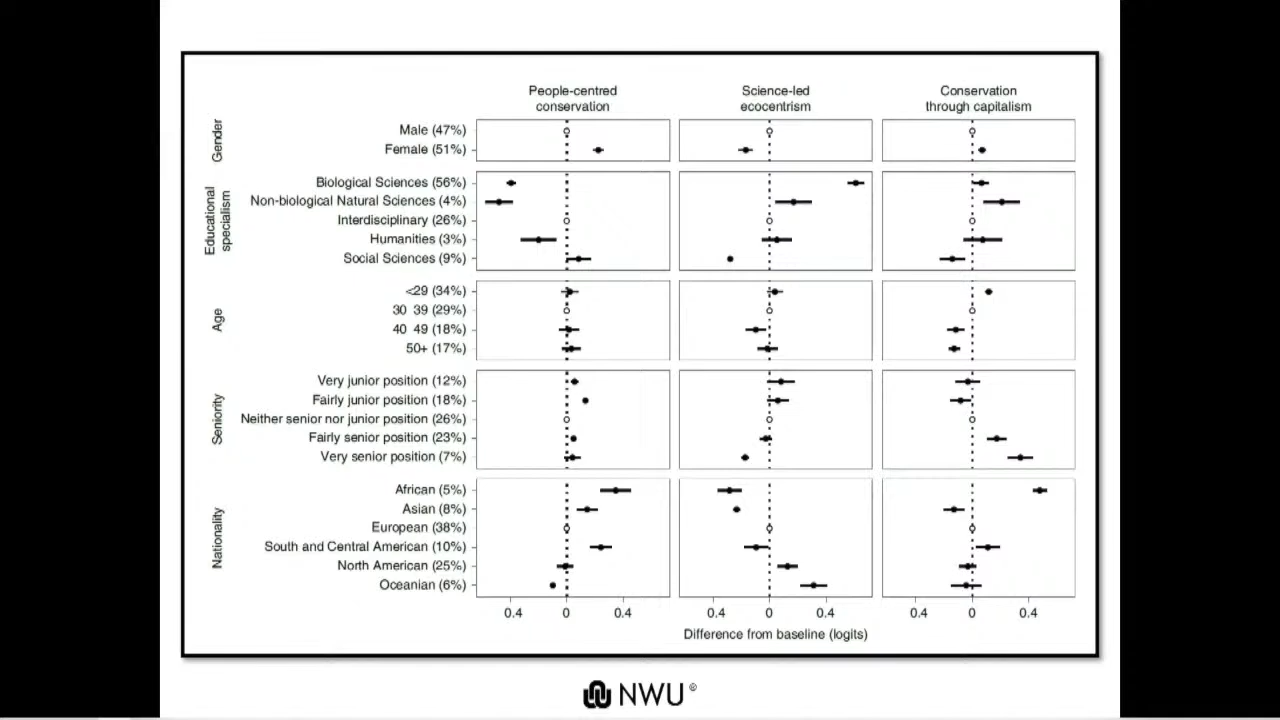 People-centred
conservation
Science-led
ecocentrism
Conservation
through capitalism
Gender
Male (47%)
Female (51%)
Educational
specialism
Biological Sciences (56%)
Non-biological Natural Sciences (4%)
Interdisciplinary (26%)
Humanities (3%)
Social Sciences (9%)
Age
<29 (34%)
30 39 (29%)
40 49 (18%)
50+ (17%)
Seniority
Very junior position (12%)
Fairly junior position (18%)
Neither senior nor junior position (26%)
Fairly senior position (23%)
Very senior position (7%)
Nationality
African (5%)
Asian (8%)
European (38%)
South and Central American (10%)
North American (25%)
Oceanian (6%)
0.4 0 0.4 0.4 0 0.4 0.4 0 0.4
Difference from baseline (logits)
NWU®